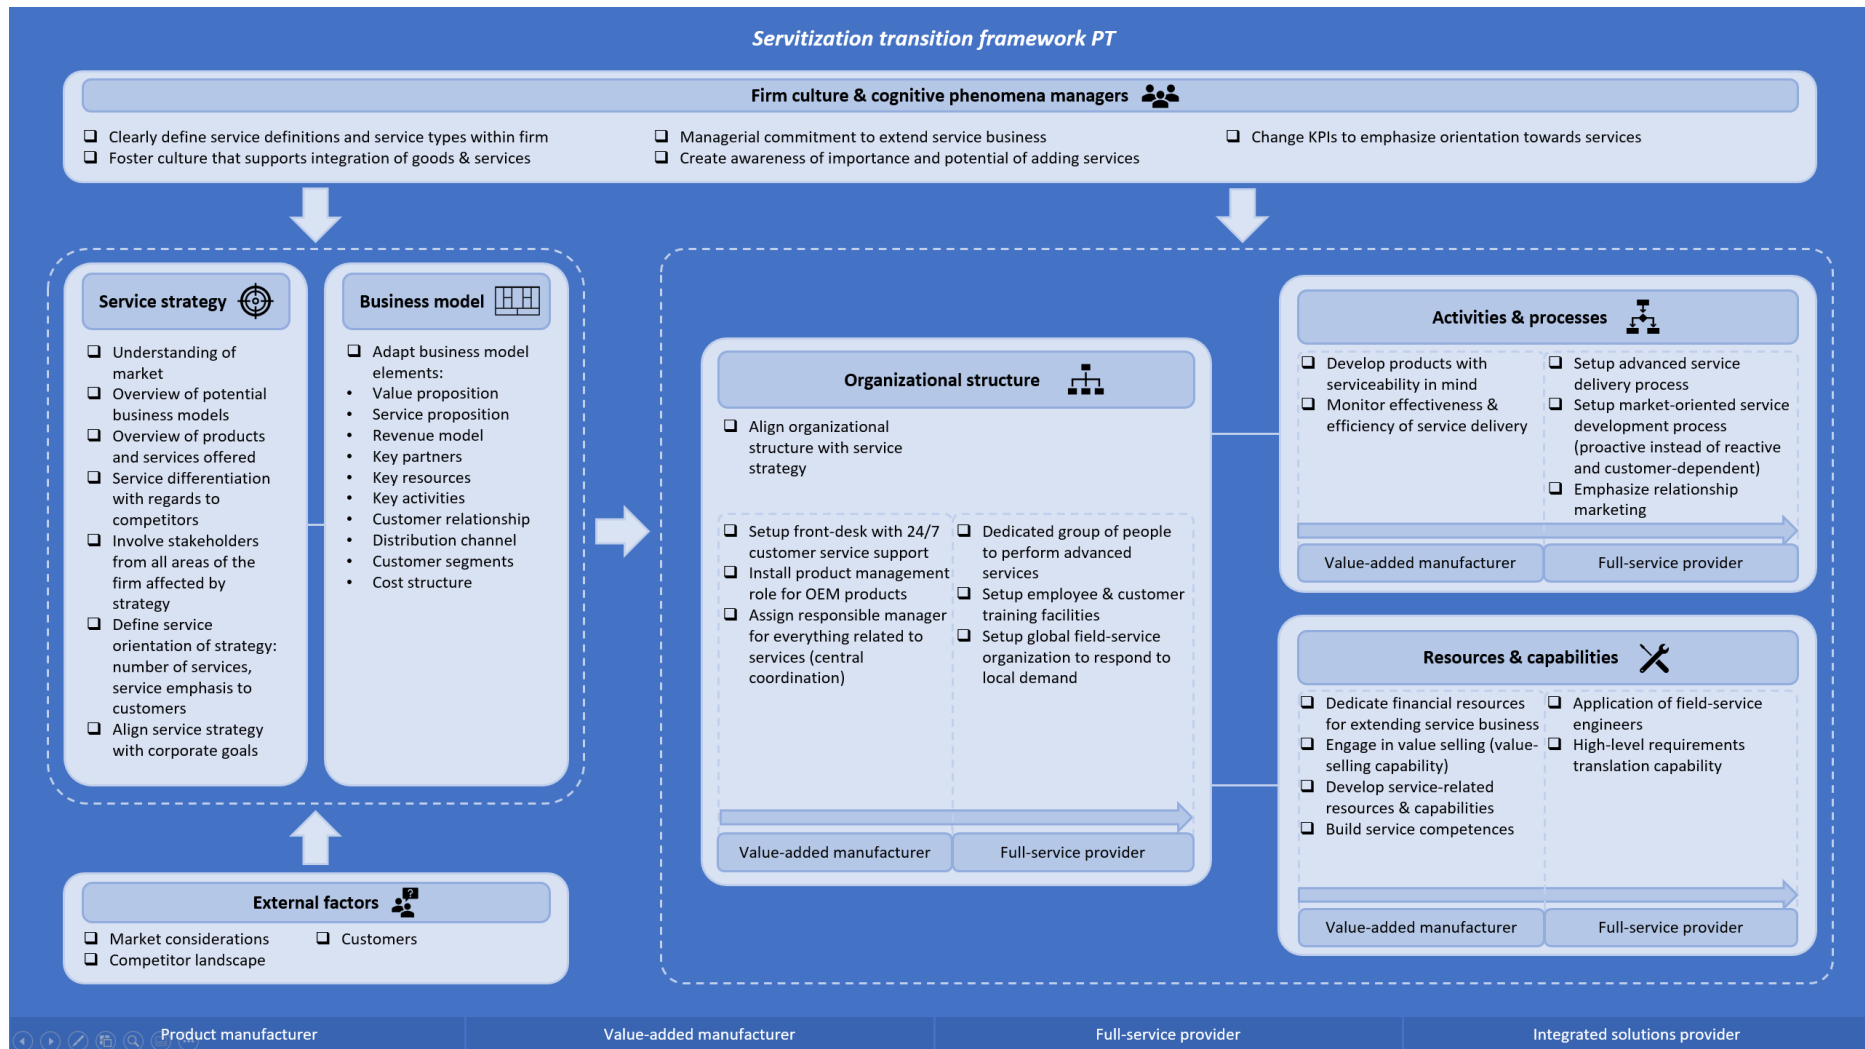 Servitization transition framework PT
Firm culture & cognitive phenomena managers
Clearly define service definitions and service types within firm
Foster culture that supports integration of goods & services
Managerial commitment to extend service business
Create awareness of importance and potential of adding services
Change KPIs to emphasize orientation towards services
Service strategy
Understanding of
market
Overview of potential
business models
Overview of products
and services offered
Service differentiation
with regards to
competitors
Involve stakeholders
from all areas of the
firm affected by
strategy
Define service
orientation of strategy:
number of services,
service emphasis to
customers
Align service strategy
with corporate goals
Business model
Adapt business model
elements:
• Value proposition
• Service proposition
• Revenue model
• Key partners
• Key resources
• Key activities
• Customer relationship
• Distribution channel
• Customer segments
• Cost structure
External factors
?
Market considerations
Competitor landscape
Customers
Organizational structure
Align organizational
structure with service
strategy
Setup front-desk with 24/7
customer service support
Install product management
role for OEM products
Assign responsible manager
for everything related to
services (central
coordination)
Dedicated group of people
to perform advanced
services
Setup employee & customer
training facilities
Setup global field-service
organization to respond to
local demand
Value-added manufacturer
Full-service provider
Activities & processes
Develop products with
serviceability in mind
Monitor effectiveness &
efficiency of service delivery
Setup advanced service
delivery process
Setup market-oriented service
development process
(proactive instead of reactive
and customer-dependent)
Emphasize relationship
marketing
Value-added manufacturer
Full-service provider
Resources & capabilities
Dedicate financial resources
for extending service business
Engage in value selling (value-
selling capability)
Develop service-related
resources & capabilities
Build service competences
Application of field-service
engineers
High-level requirements
translation capability
Value-added manufacturer
Full-service provider
Product manufacturer
Value-added manufacturer
Full-service provider
Integrated solutions provider